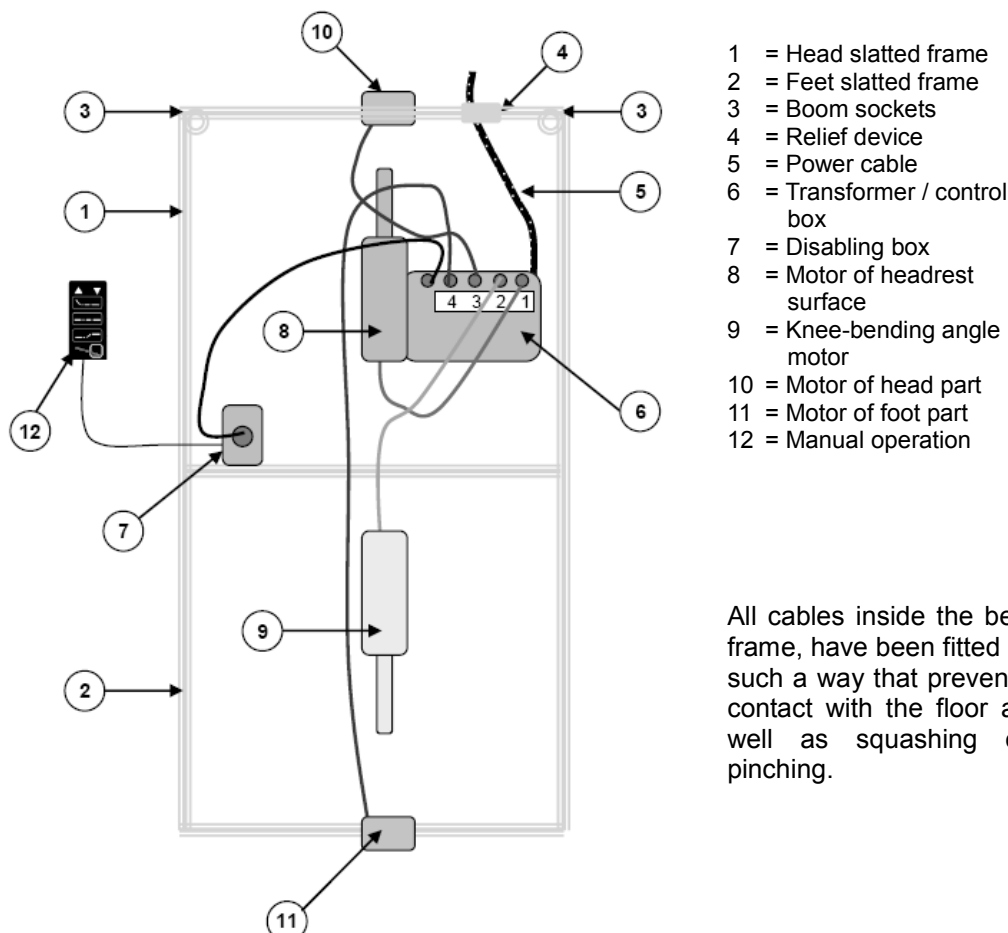 10
4
3
3
5
1
4 3 2 1
8
6
12
7
9
2
11
1 = Head slatted frame
2 = Feet slatted frame
3 = Boom sockets
4 = Relief device
5 = Power cable
6 = Transformer / control
box
7 = Disabling box
8 = Motor of headrest
surface
9 = Knee-bending angle
motor
10 = Motor of head part
11 = Motor of foot part
12 = Manual operation
All cables inside the be
frame, have been fitted
such a way that preven
contact with the floor a
well as squashing
pinching.